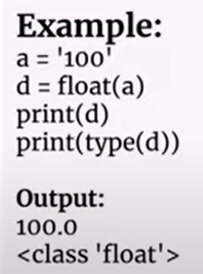 Example:
a = '100'
d = float(a)
print(d)
print(type(d))
Output:
100.0
<class 'float'>